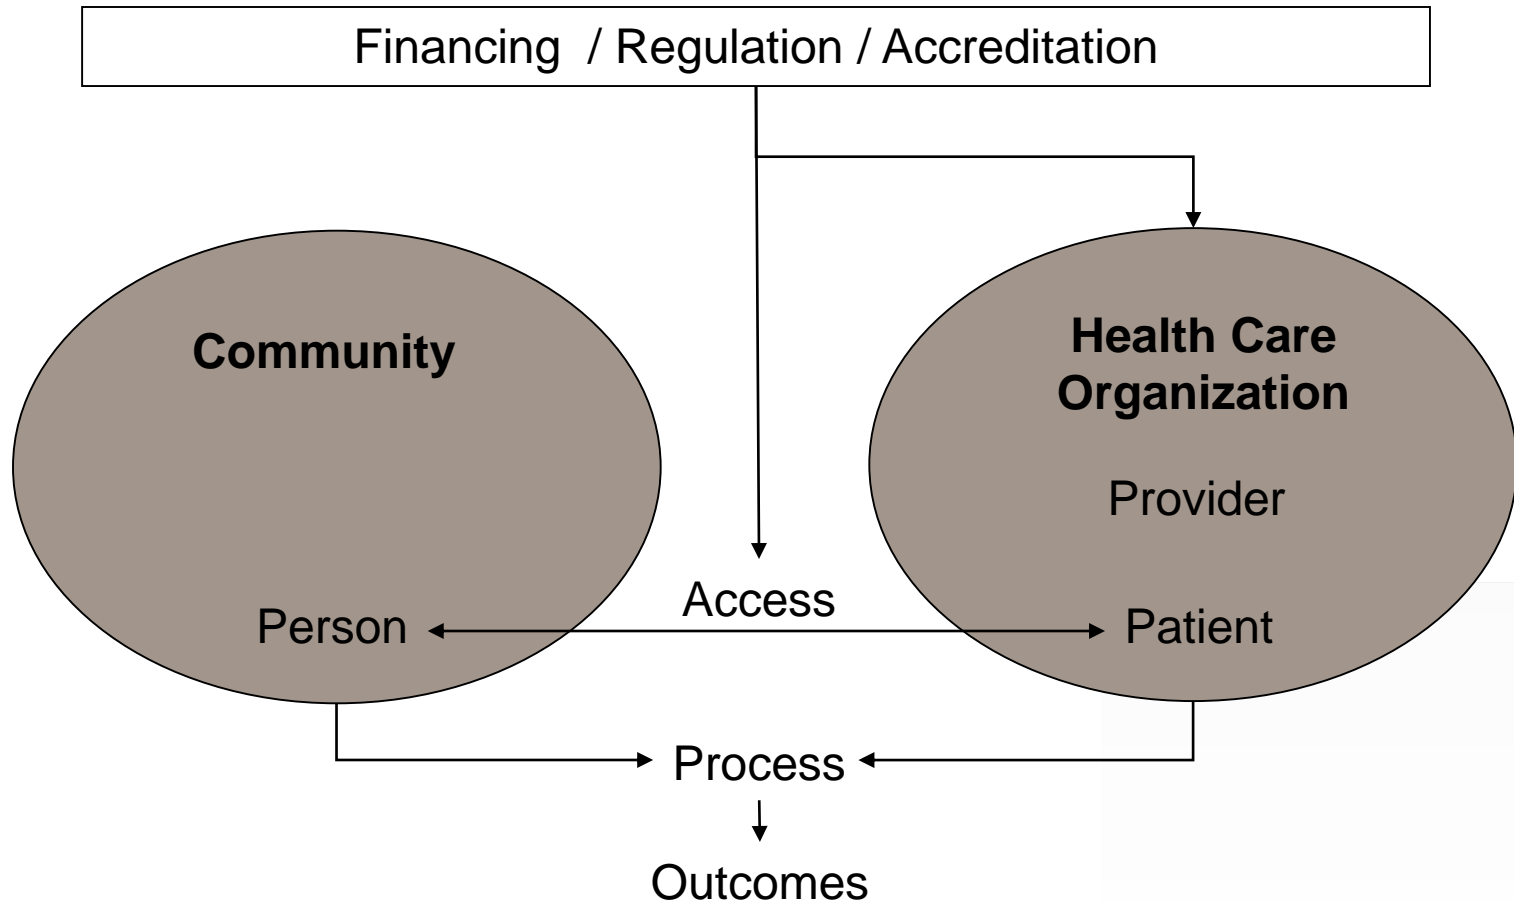 Financing / Regulation / Accreditation
Community
Health Care
Organization
Provider
Access
Person
Patient
Process
Outcomes